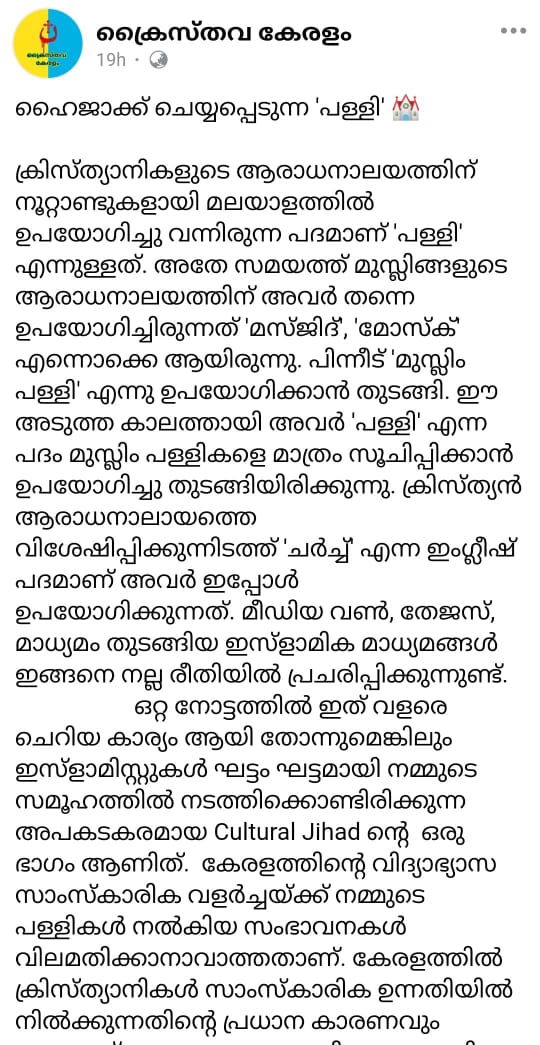 ക്രൈസ്തവ കേരളം
ക്രൈസ്തവ കേരളം
19h ·
ഹൈജാക്ക് ചെയ്യപ്പെടുന്ന 'പള്ളി'
ക്രിസ്ത്യാനികളുടെ ആരാധനാലയത്തിന്
നൂറ്റാണ്ടുകളായി മലയാളത്തിൽ
ഉപയോഗിച്ചു വന്നിരുന്ന പദമാണ് 'പള്ളി'
എന്നുള്ളത്. അതേ സമയത്ത് മുസ്ലിങ്ങളുടെ
ആരാധനാലയത്തിന് അവർ തന്നെ
ഉപയോഗിച്ചിരുന്നത് 'മസ്ജിദ്', 'മോസ്ക്'
എന്നൊക്കെ ആയിരുന്നു. പിന്നീട് 'മുസ്ലിം
പള്ളി' എന്നു ഉപയോഗിക്കാൻ തുടങ്ങി. ഈ
അടുത്ത കാലത്തായി അവർ 'പള്ളി' എന്ന
പദം മുസ്ലിം പള്ളികളെ മാത്രം സൂചിപ്പിക്കാൻ
ഉപയോഗിച്ചു തുടങ്ങിയിരിക്കുന്നു. ക്രിസ്ത്യൻ
ആരാധനാലായത്തെ
വിശേഷിപ്പിക്കുന്നിടത്ത് 'ചർച്ച്' എന്ന ഇംഗ്ലീഷ്
പദമാണ് അവർ ഇപ്പോൾ
ഉപയോഗിക്കുന്നത്. മീഡിയ വൺ, തേജസ്,
മാധ്യമം തുടങ്ങിയ ഇസ്ളാമിക മാധ്യമങ്ങൾ
ഇങ്ങനെ നല്ല രീതിയിൽ പ്രചരിപ്പിക്കുന്നുണ്ട്.
ഒറ്റ നോട്ടത്തിൽ ഇത് വളരെ
ചെറിയ കാര്യം ആയി തോന്നുമെങ്കിലും
ഇസ്ളാമിസ്റ്റുകൾ ഘട്ടം ഘട്ടമായി നമ്മുടെ
സമൂഹത്തിൽ നടത്തിക്കൊണ്ടിരിക്കുന്ന
അപകടകരമായ Cultural Jihad ന്റെ ഒരു
ഭാഗം ആണിത്. കേരളത്തിന്റെ വിദ്യാഭ്യാസ
സാംസ്കാരിക വളർച്ചയ്ക്ക് നമ്മുടെ
പള്ളികൾ നൽകിയ സംഭാവനകൾ
വിലമതിക്കാനാവാത്തതാണ്. കേരളത്തിൽ
ക്രിസ്ത്യാനികൾ സാംസ്കാരിക ഉന്നതിയിൽ
നിൽക്കുന്നതിന്റെ പ്രധാന കാരണവും